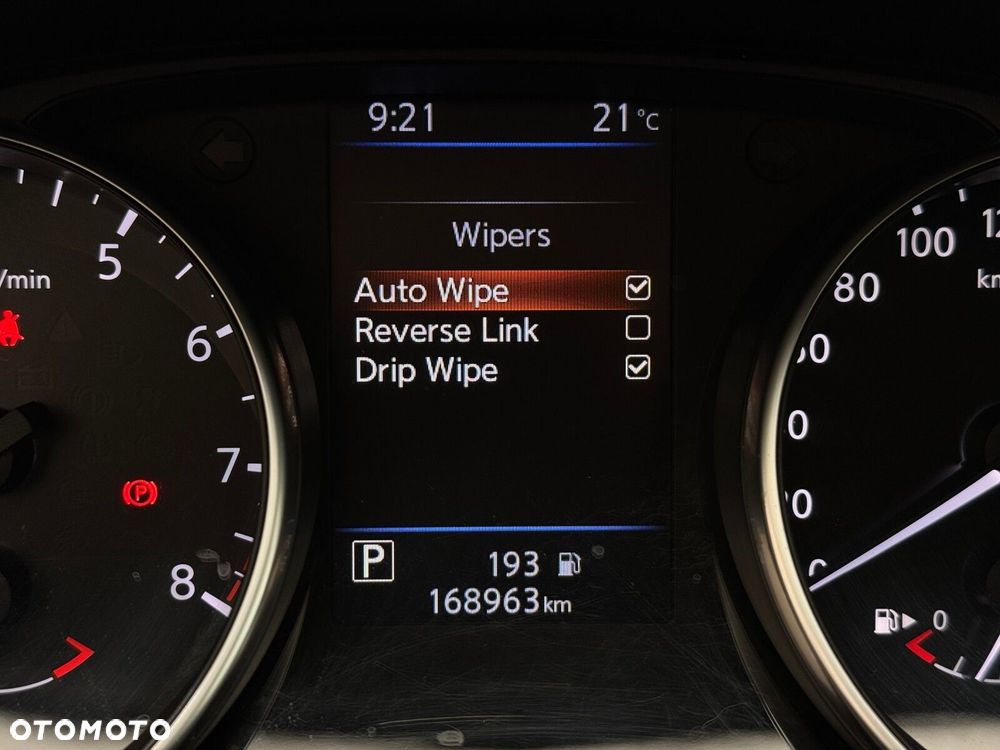 9:21 21°C
Wipers
Auto Wipe
Reverse Link
Drip Wipe
P 193
168963km
/min
5
6
7
8
P
100
80
0
OTOMOTO